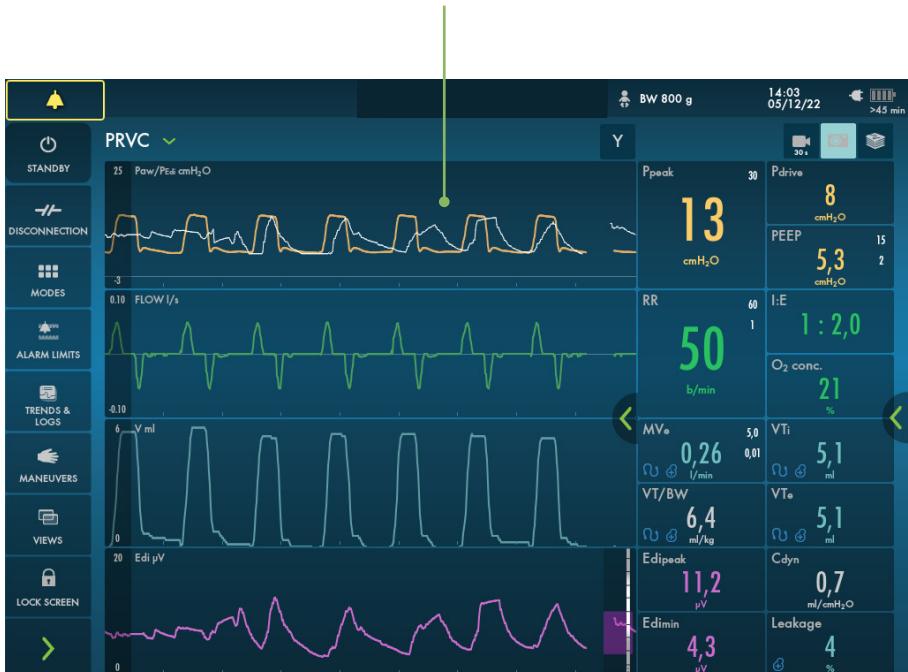 BW 800 g
14:03
05/12/22
>45 min
STANDBY
DISCONNECTION
MODES
ALARM LIMITS
TRENDS &
LOGS
MANEUVERS
VIEWS
LOCK SCREEN
PRVC
Y
30 s
25 Paw/PEdi cmH₂O
-3
0.10 FLOW l/s
-0.10
6 V ml
0
20 Edi µV
0
Ppeak 30
13
cmH₂O
Pdrive
8
cmH₂O
PEEP 15
5,3 2
cmH₂O
RR 60
1
50
b/min
I:E
1 : 2,0
O₂ conc.
21
%
MVe 5,0
0,26 0,01
l/min
VTi
5,1
ml
VT/BW
6,4
ml/kg
VTe
5,1
ml
Edipeak
11,2
µV
Cdyn
0,7
ml/cmH₂O
Edimin
4,3
µV
Leakage
4
%